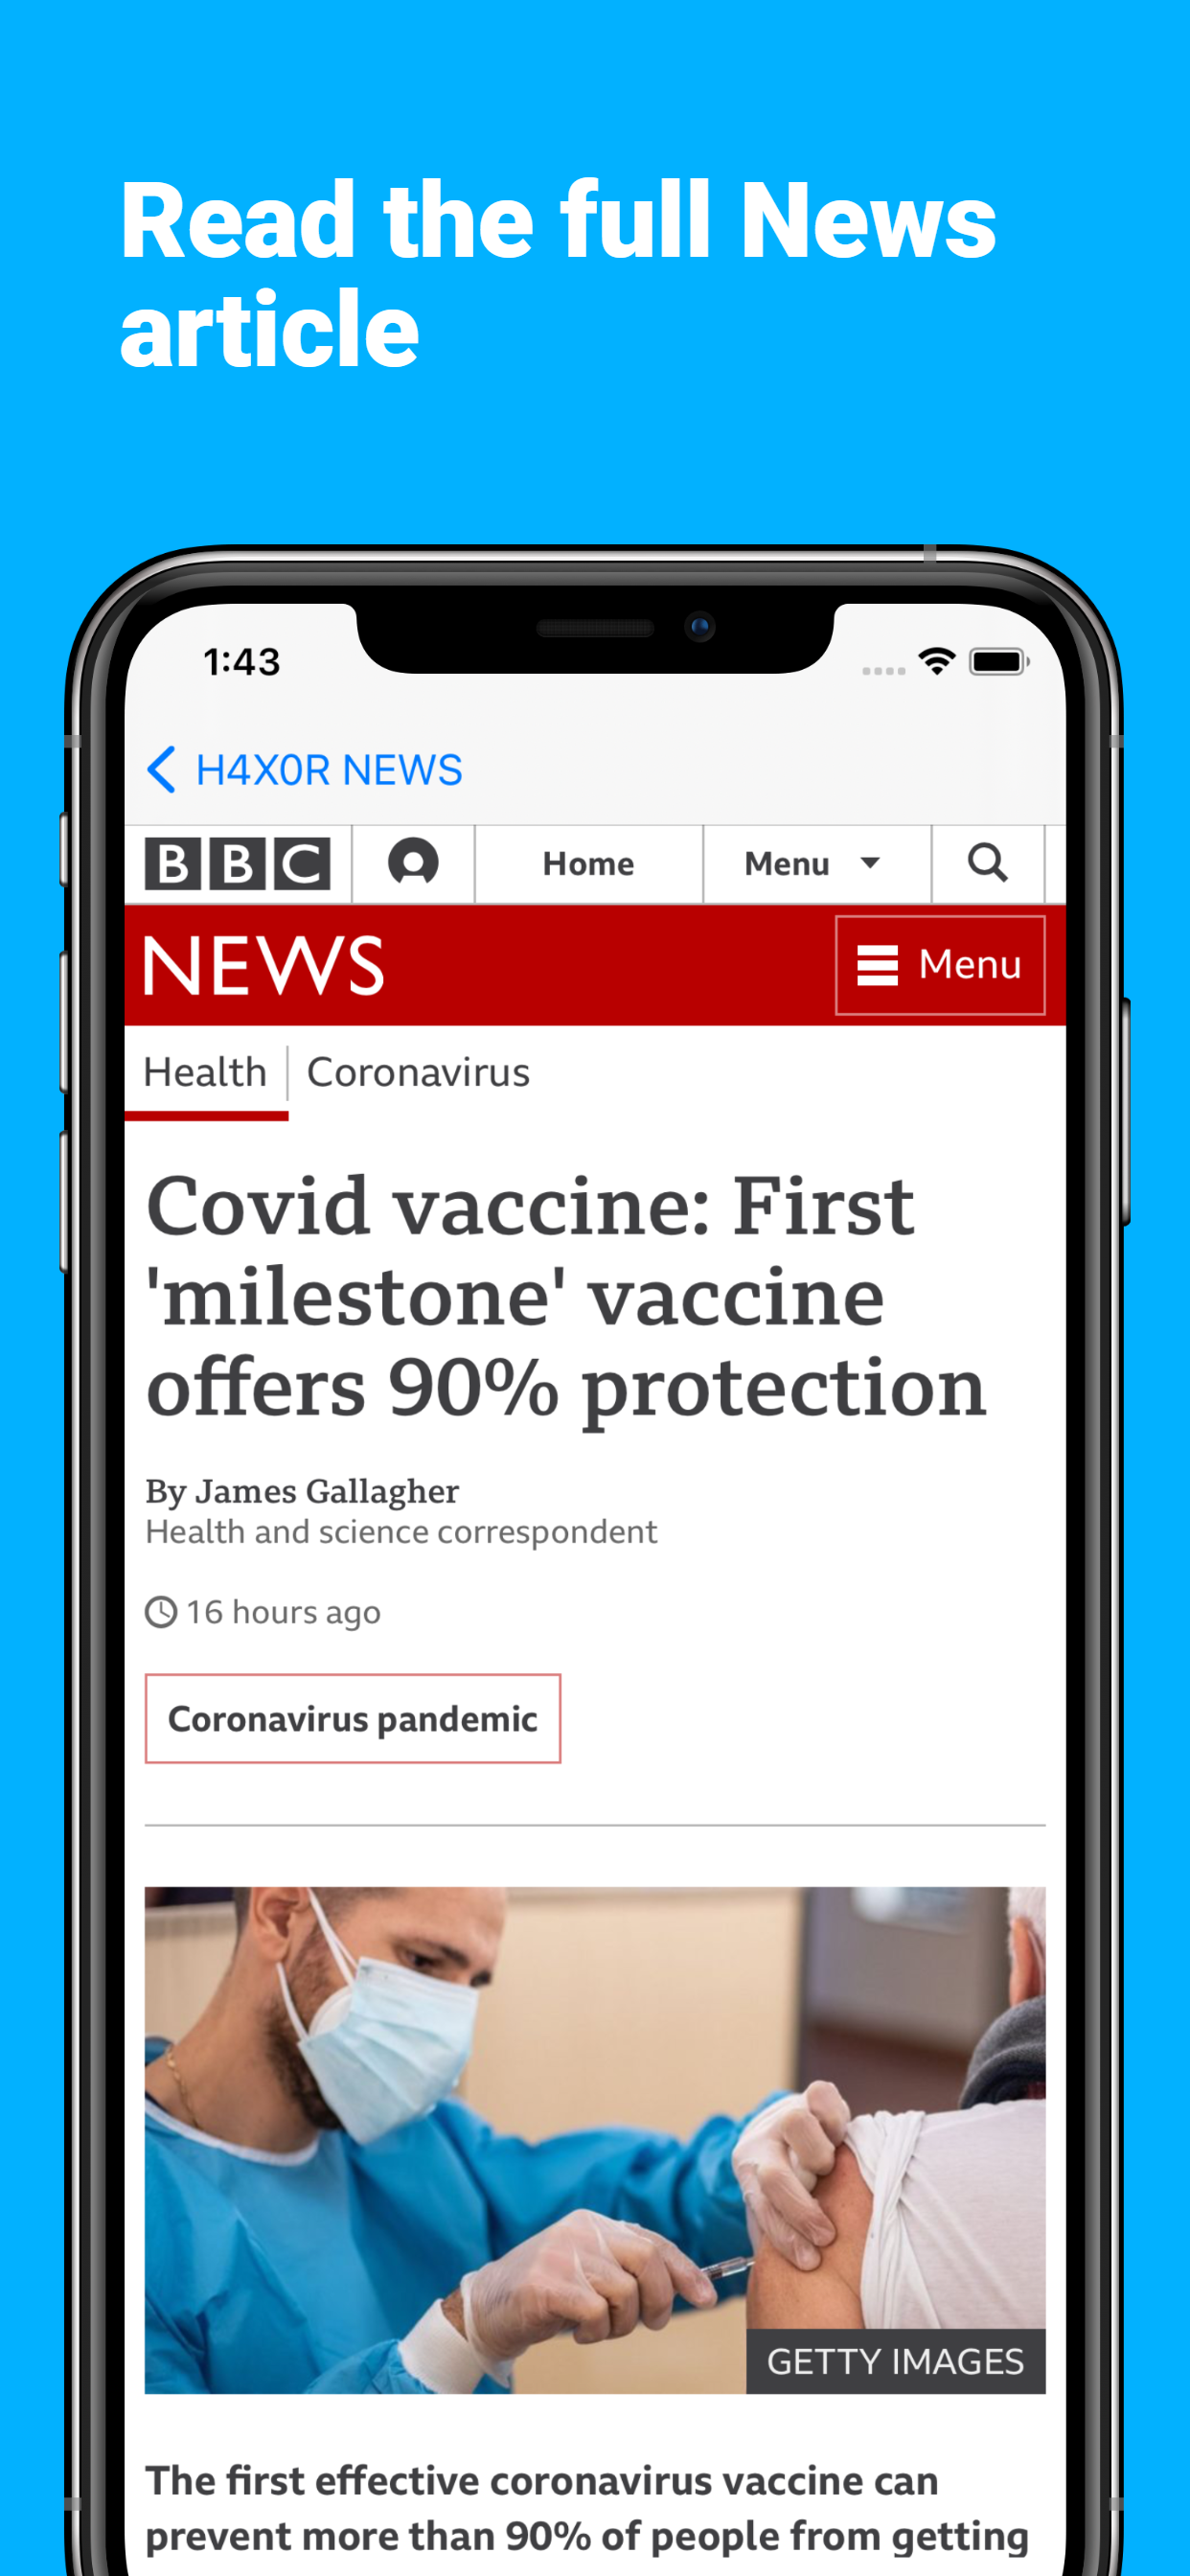 Read the full News
article
1:43
H4X0R NEWS
BBC
Home
Menu
NEWS
Menu
Health
Coronavirus
Covid vaccine: First
'milestone' vaccine
offers 90% protection
By James Gallagher
Health and science correspondent
16 hours ago
Coronavirus pandemic
GETTY IMAGES
The first effective coronavirus vaccine can
prevent more than 90% of people from getting